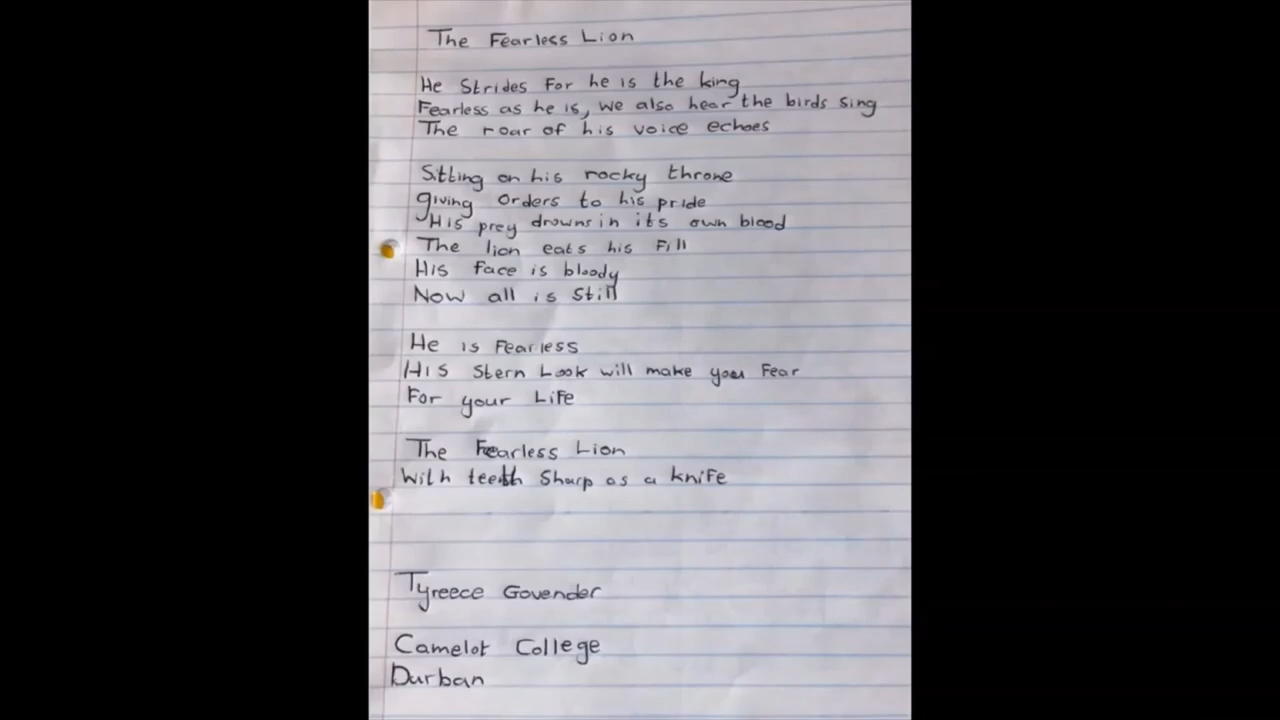 The Fearless Lion
He Strides For he is the king
Fearless as he is, we also hear the birds sing
The roar of his voice echoes
Sitting on his rocky throne
giving orders to his pride
His prey drowns in its own blood
The lion eats his Fill
His face is bloody
Now all is Still
He is Fearless
His Stern Look will make you Fear
For your Life
The Fearless Lion
With teeth Sharp as a knife
Tyreece Govender
Camelot College
Durban